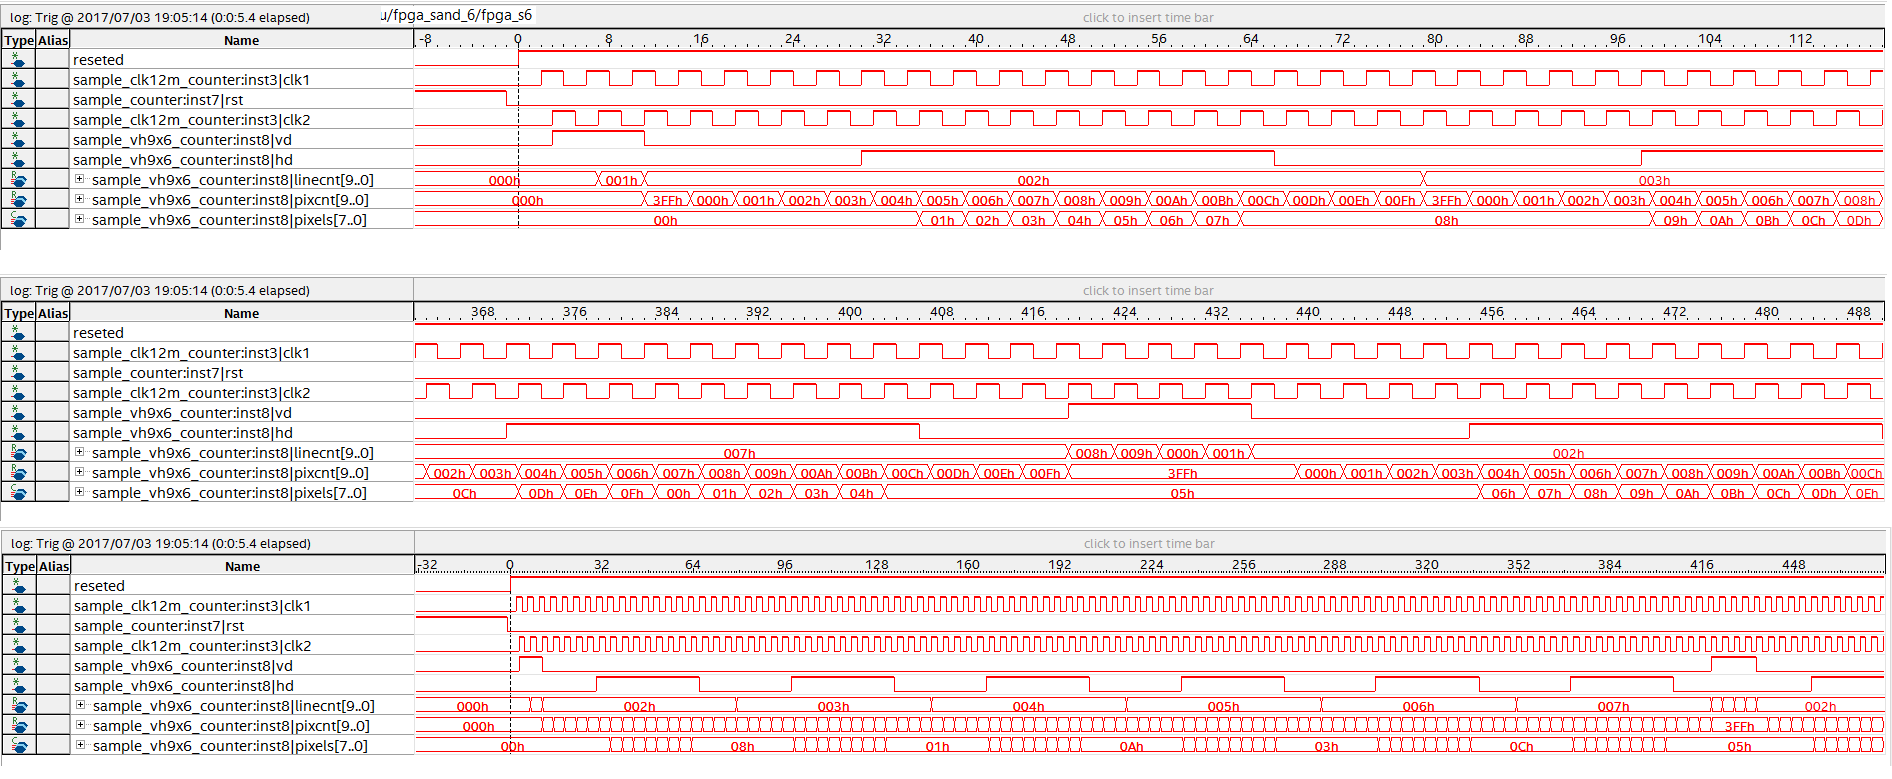 log: Trig @ 2017/07/03 19:05:14 (0:0:5.4 elapsed) u/fpga_sand_6/fpga_s6 click to insert time bar
Type Alias Name -8 0 8 16 24 32 40 48 56 64 72 80 88 96 104 112
reseted
sample_clk12m_counter:inst3|clk1
sample_counter:inst7|rst
sample_clk12m_counter:inst3|clk2
sample_vh9x6_counter:inst8|vd
sample_vh9x6_counter:inst8|hd
sample_vh9x6_counter:inst8|linecnt[9..0] 000h 001h 002h 003h
sample_vh9x6_counter:inst8|pixcnt[9..0] 000h 3FFh 000h 001h 002h 003h 004h 005h 006h 007h 008h 009h 00Ah 00Bh 00Ch 00Dh 00Eh 00Fh 3FFh 000h 001h 002h 003h 004h 005h 006h 007h 008h
sample_vh9x6_counter:inst8|pixels[7..0] 00h 01h 02h 03h 04h 05h 06h 07h 08h 09h 0Ah 0Bh 0Ch 0Dh
log: Trig @ 2017/07/03 19:05:14 (0:0:5.4 elapsed) click to insert time bar
Type Alias Name 368 376 384 392 400 408 416 424 432 440 448 456 464 472 480 488
reseted
sample_clk12m_counter:inst3|clk1
sample_counter:inst7|rst
sample_clk12m_counter:inst3|clk2
sample_vh9x6_counter:inst8|vd
sample_vh9x6_counter:inst8|hd
sample_vh9x6_counter:inst8|linecnt[9..0] 007h 008h 009h 000h 001h 002h
sample_vh9x6_counter:inst8|pixcnt[9..0] 002h 003h 004h 005h 006h 007h 008h 009h 00Ah 00Bh 00Ch 00Dh 00Eh 00Fh 3FFh 000h 001h 002h 003h 004h 005h 006h 007h 008h 009h 00Ah 00Bh 00Ch
sample_vh9x6_counter:inst8|pixels[7..0] 0Ch 0Dh 0Eh 0Fh 00h 01h 02h 03h 04h 05h 06h 07h 08h 09h 0Ah 0Bh 0Ch 0Dh 0Eh
log: Trig @ 2017/07/03 19:05:14 (0:0:5.4 elapsed) click to insert time bar
Type Alias Name -32 0 32 64 96 128 160 192 224 256 288 320 352 384 416 448
reseted
sample_clk12m_counter:inst3|clk1
sample_counter:inst7|rst
sample_clk12m_counter:inst3|clk2
sample_vh9x6_counter:inst8|vd
sample_vh9x6_counter:inst8|hd
sample_vh9x6_counter:inst8|linecnt[9..0] 000h 002h 003h 004h 005h 006h 007h 002h
sample_vh9x6_counter:inst8|pixcnt[9..0] 000h 3FFh
sample_vh9x6_counter:inst8|pixels[7..0] 00h 08h 01h 0Ah 03h 0Ch 05h